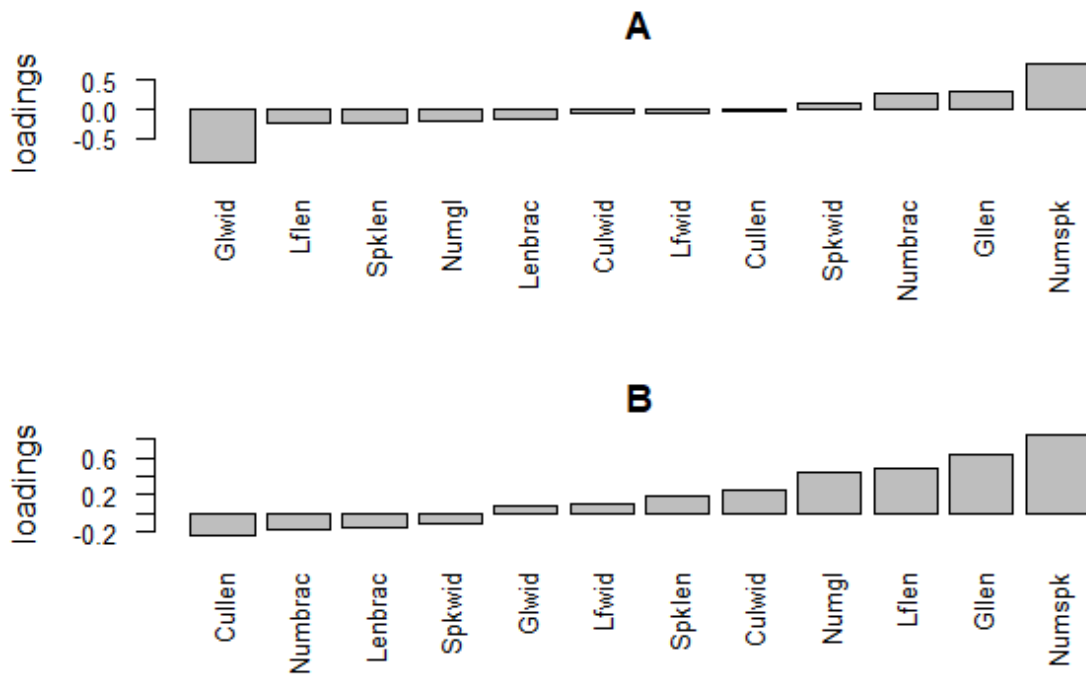 A
loadings
0.5
0.0
-0.5
Glwid
Lflen
Spklen
Numgl
Lenbrac
Culwid
Lfwid
Cullen
Spkwid
Numbrac
Gllen
Numspk
B
loadings
0.6
0.2
-0.2
Cullen
Numbrac
Lenbrac
Spkwid
Glwid
Lfwid
Spklen
Culwid
Numgl
Lflen
Gllen
Numspk